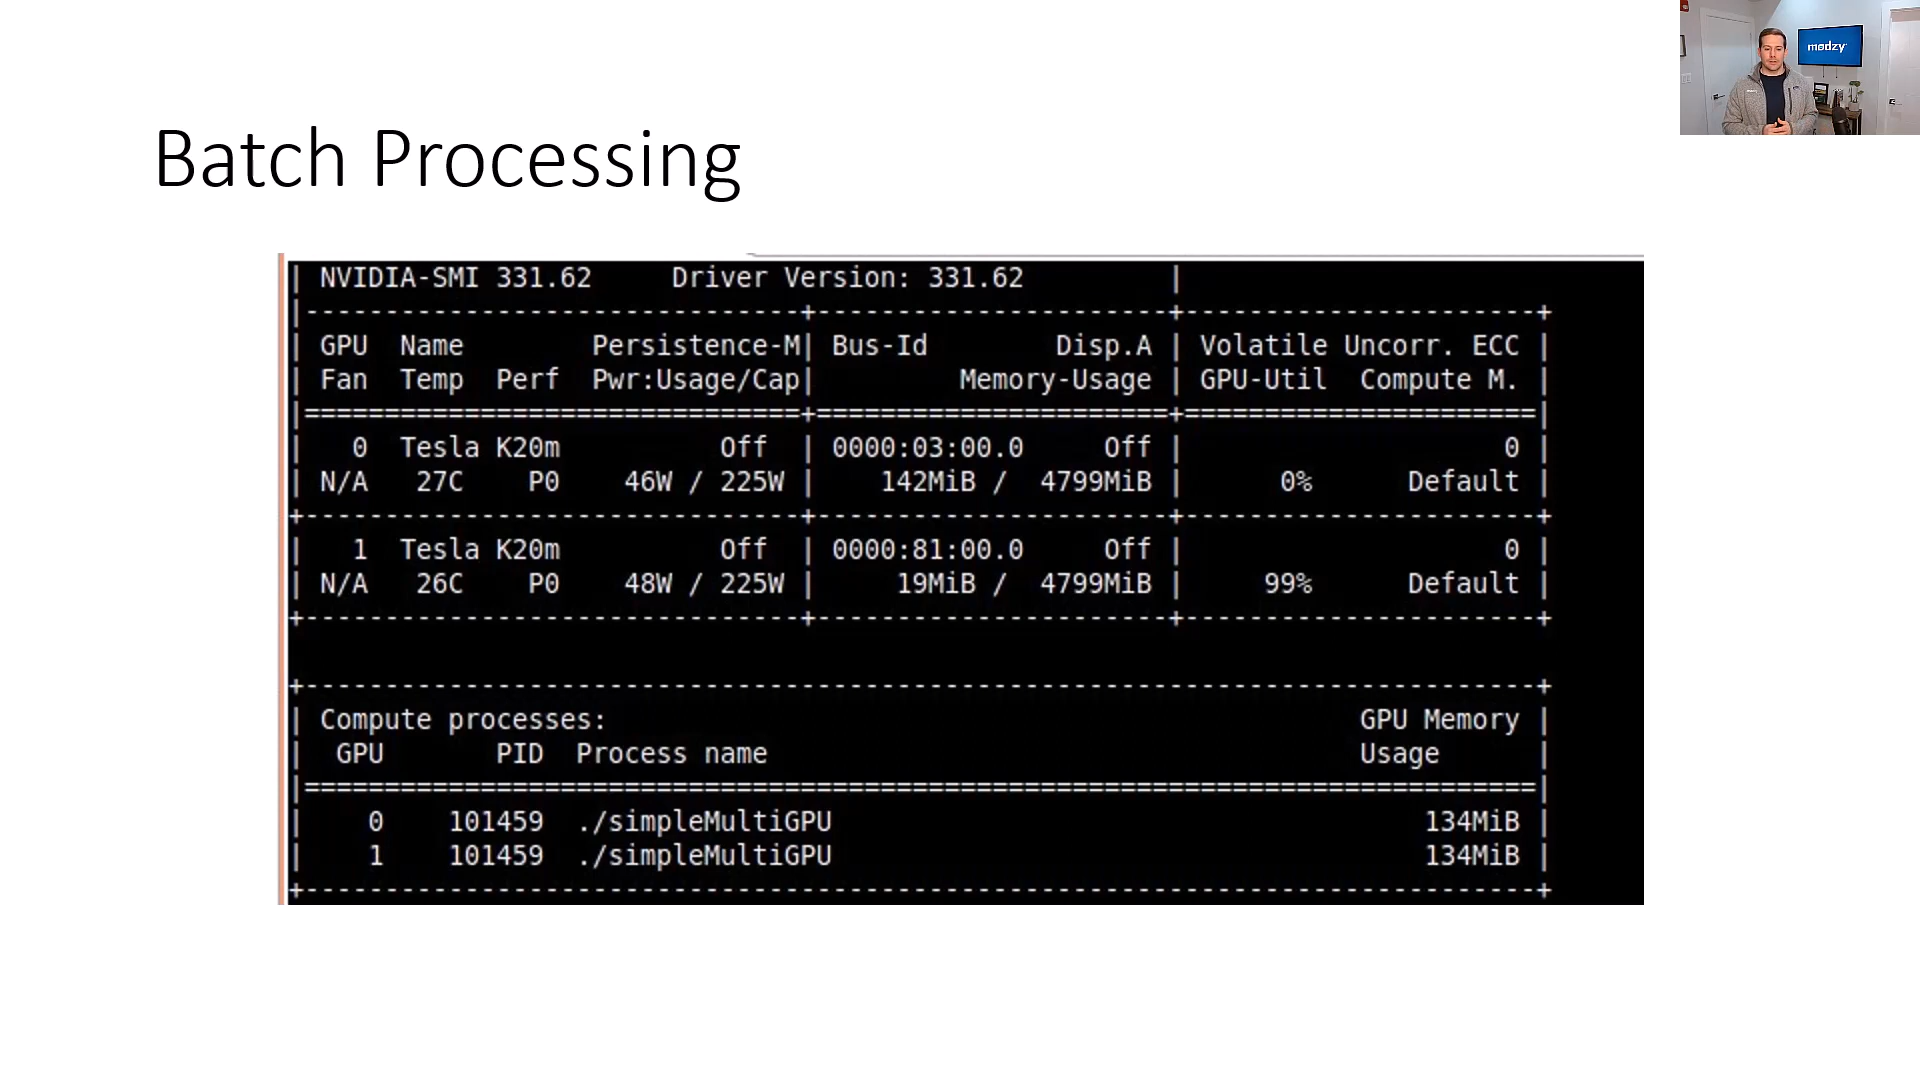 modzy
Batch Processing
| NVIDIA-SMI 331.62     Driver Version: 331.62         |
|-------------------------------+----------------------+----------------------+
| GPU  Name        Persistence-M| Bus-Id        Disp.A | Volatile Uncorr. ECC |
| Fan  Temp  Perf  Pwr:Usage/Cap|         Memory-Usage | GPU-Util  Compute M. |
|===============================+======================+======================|
|   0  Tesla K20m          Off  | 0000:03:00.0     Off |                    0 |
| N/A   27C    P0    46W / 225W |    142MiB /  4799MiB |      0%      Default |
+-------------------------------+----------------------+----------------------+
|   1  Tesla K20m          Off  | 0000:81:00.0     Off |                    0 |
| N/A   26C    P0    48W / 225W |     19MiB /  4799MiB |     99%      Default |
+-------------------------------+----------------------+----------------------+
+-----------------------------------------------------------------------------+
| Compute processes:                                               GPU Memory |
|  GPU       PID  Process name                                     Usage      |
|=============================================================================|
|    0    101459  ./simpleMultiGPU                                     134MiB |
|    1    101459  ./simpleMultiGPU                                     134MiB |
+-----------------------------------------------------------------------------+